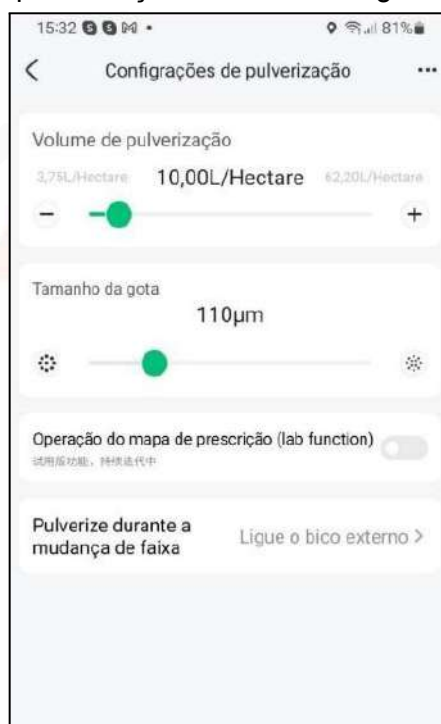 15:32 81%
Configrações de pulverização
Volume de pulverização
3,75L/Hectare 10,00L/Hectare 62,20L/Hectare
Tamanho da gota
110µm
Operação do mapa de prescrição (lab function)
试用版功能，持续迭代中
Pulverize durante a
mudança de faixa
Ligue o bico externo >